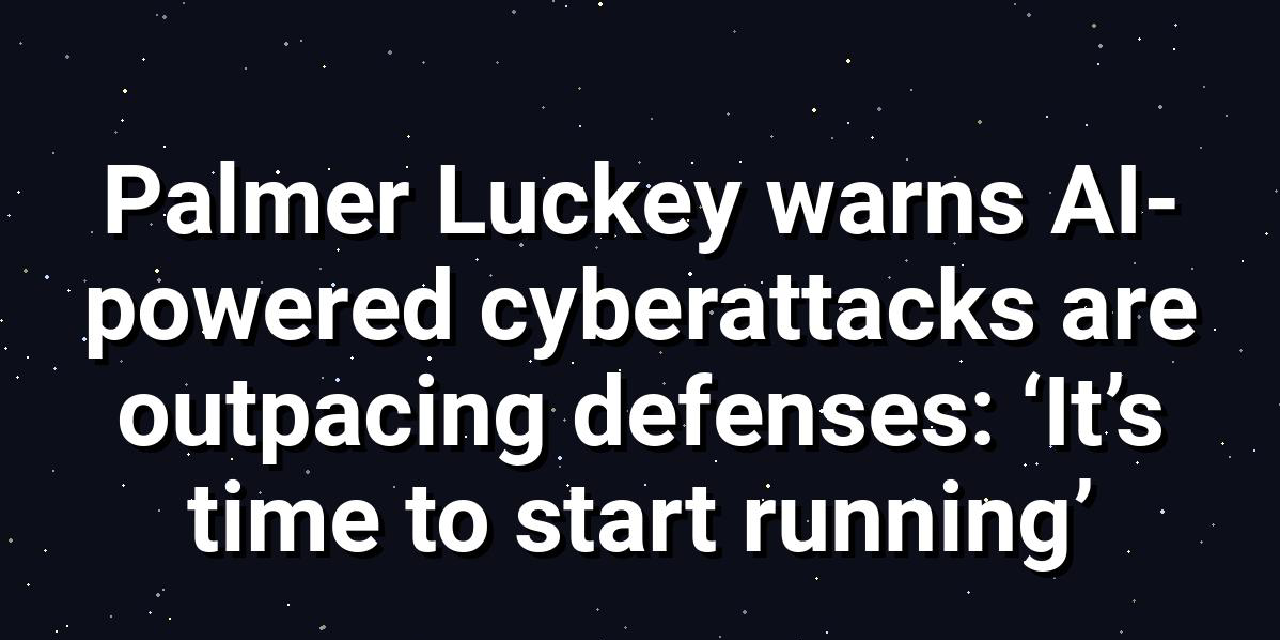 Palmer Luckey warns AI-
powered cyberattacks are
outpacing defenses: ‘It’s
time to start running’